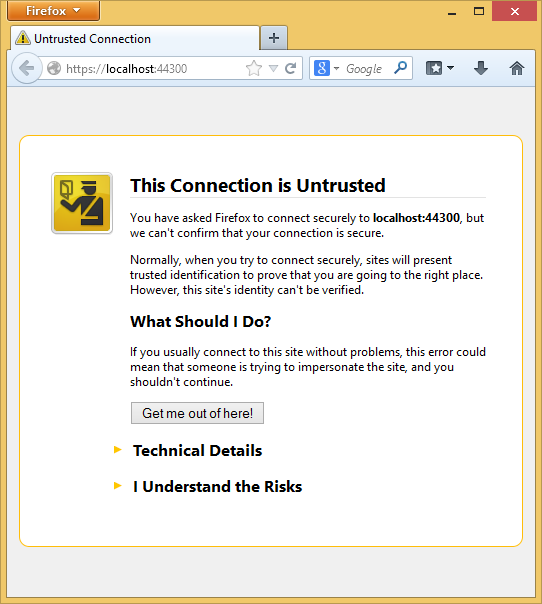 Firefox
Untrusted Connection
https://localhost:44300
Google
This Connection is Untrusted
You have asked Firefox to connect securely to localhost:44300, but
we can't confirm that your connection is secure.
Normally, when you try to connect securely, sites will present
trusted identification to prove that you are going to the right place.
However, this site's identity can't be verified.
What Should I Do?
If you usually connect to this site without problems, this error could
mean that someone is trying to impersonate the site, and you
shouldn't continue.
Get me out of here!
Technical Details
I Understand the Risks